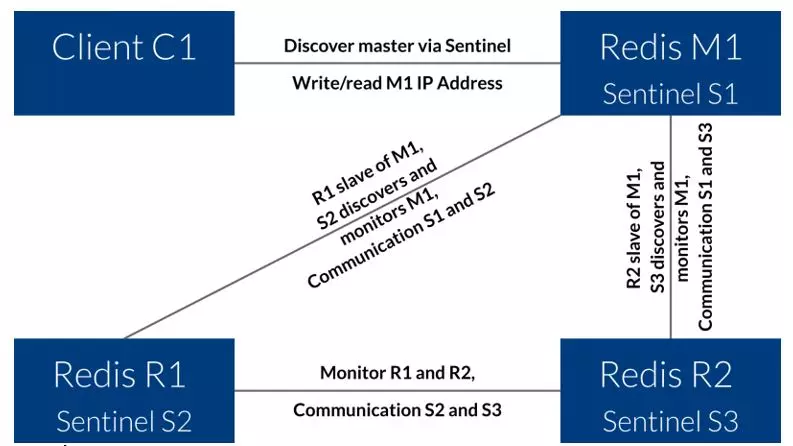 Client C1
Discover master via Sentinel
Write/read M1 IP Address
Redis M1
Sentinel S1
R1 slave of M1,
S2 discovers and
monitors M1,
Communication S1 and S2
R2 slave of M1,
S3 discovers and
monitors M1,
Communication S1 and S3
Redis R1
Sentinel S2
Monitor R1 and R2,
Communication S2 and S3
Redis R2
Sentinel S3